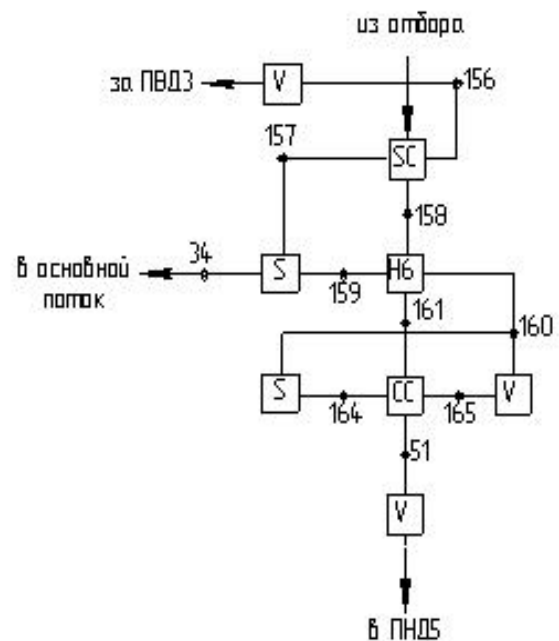 из отбора
за ПВД3
V
156
157
SC
158
34
в основной
поток
S
H6
159
161
160
S
CC
V
164
165
51
V
в ПНД5